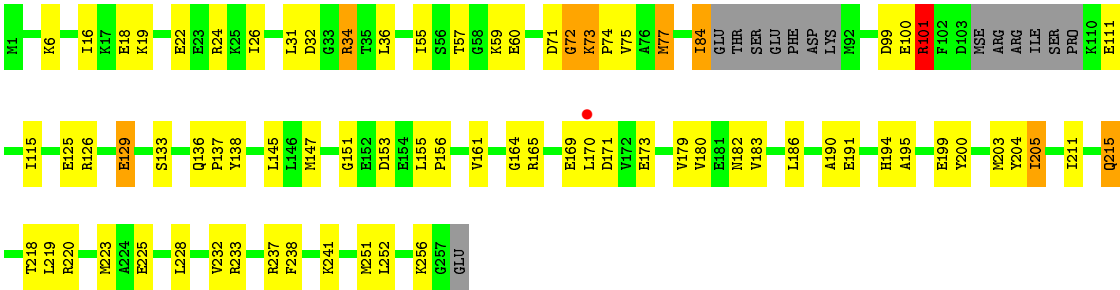 M1 K6 I16 K17 E18 K19 E22 E23 R24 K25 I26 L31 D32 G33 R34 T35 L36 I55 S56 T57 G58 K59 E60 D71 G72 K73 P74 V75 A76 M77 I84 GLU THR SER GLU PHE ASP LYS M92 D99 E100 R101 F102 D103 MSE ARG ARG ILE SER PRO K110 E111
I115 E125 R126 E129 S133 Q136 P137 Y138 L145 L146 M147 G151 E152 D153 E154 L155 P156 V161 G164 R165 E169 L170 D171 V172 E173 V179 V180 E181 N182 V183 L186 A190 E191 H194 A195 E199 Y200 M203 Y204 I205 I211 Q215
T218 L219 R220 M223 A224 E225 L228 V232 R233 R237 F238 K241 M251 L252 K256 G257 GLU